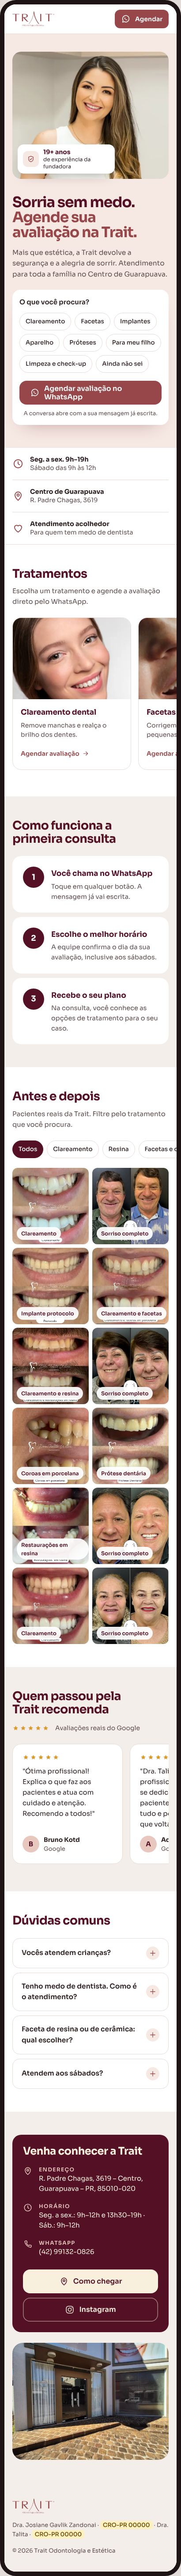 TRAIT
Agendar
19+ anos
de experiência da
fundadora
Sorria sem medo.
Agende sua
avaliação na Trait.
Mais que estética, a Trait devolve a
segurança e a alegria de sorrir. Atendimento
para toda a família no Centro de Guarapuava.
O que você procura?
Clareamento
Facetas
Implantes
Aparelho
Próteses
Para meu filho
Limpeza e check-up
Ainda não sei
Agendar avaliação no
WhatsApp
A conversa abre com a sua mensagem já escrita.
Seg. a sex. 9h–19h
Sábado das 9h às 12h
Centro de Guarapuava
R. Padre Chagas, 3619
Atendimento acolhedor
Para quem tem medo de dentista
Tratamentos
Escolha um tratamento e agende a avaliação
direto pelo WhatsApp.
Clareamento dental
Remove manchas e realça o
brilho dos dentes.
Agendar avaliação →
Facetas
Corrigem
pequenas
Agendar a
Como funciona a
primeira consulta
1
Você chama no WhatsApp
Toque em qualquer botão. A
mensagem já vai escrita.
2
Escolhe o melhor horário
A equipe confirma o dia da sua
avaliação, inclusive aos sábados.
3
Recebe o seu plano
Na consulta, você conhece as
opções de tratamento para o seu
caso.
Antes e depois
Pacientes reais da Trait. Filtre pelo tratamento
que você procura.
Todos
Clareamento
Resina
Facetas e c
Clareamento
Sorriso completo
Implante protocolo
Clareamento e facetas
Clareamento e resina
Sorriso completo
Coroas em porcelana
Prótese dentária
Restaurações em
resina
Sorriso completo
Clareamento
Sorriso completo
Quem passou pela
Trait recomenda
★★★★★ Avaliações reais do Google
★★★★★
"Ótima profissional!
Explica o que faz aos
pacientes e atua com
cuidado e atenção.
Recomendo a todos!"
B
Bruno Kotd
Google
★★★★
"Dra. Tali
profissio
se dedic
paciente
tudo e p
que volta
A
Ad
Go
Dúvidas comuns
Vocês atendem crianças?
Tenho medo de dentista. Como é
o atendimento?
Faceta de resina ou de cerâmica:
qual escolher?
Atendem aos sábados?
Venha conhecer a Trait
ENDEREÇO
R. Padre Chagas, 3619 – Centro,
Guarapuava – PR, 85010-020
HORÁRIO
Seg. a sex.: 9h–12h e 13h30–19h ·
Sáb.: 9h–12h
WHATSAPP
(42) 99132-0826
Como chegar
Instagram
TRAIT
Dra. Josiane Gavlik Zandonai · CRO-PR 00000 · Dra.
Talita · CRO-PR 00000
© 2026 Trait Odontologia e Estética